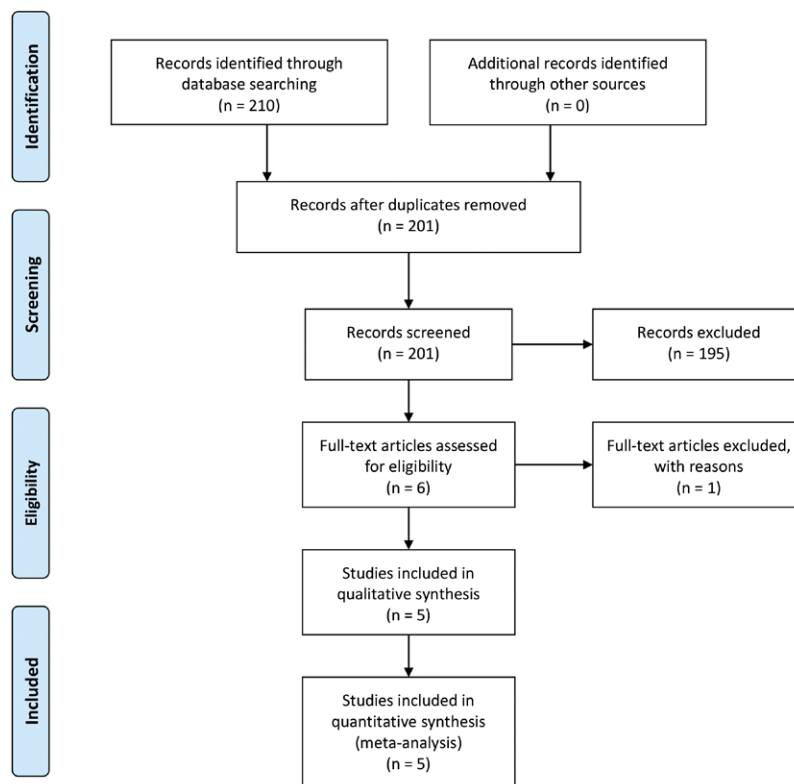 Identification
Records identified through
database searching
(n = 210)
Additional records identified
through other sources
(n = 0)
Records after duplicates removed
(n = 201)
Screening
Records screened
(n = 201)
Records excluded
(n = 195)
Eligibility
Full-text articles assessed
for eligibility
(n = 6)
Full-text articles excluded,
with reasons
(n = 1)
Studies included in
qualitative synthesis
(n = 5)
Included
Studies included in
quantitative synthesis
(meta-analysis)
(n = 5)